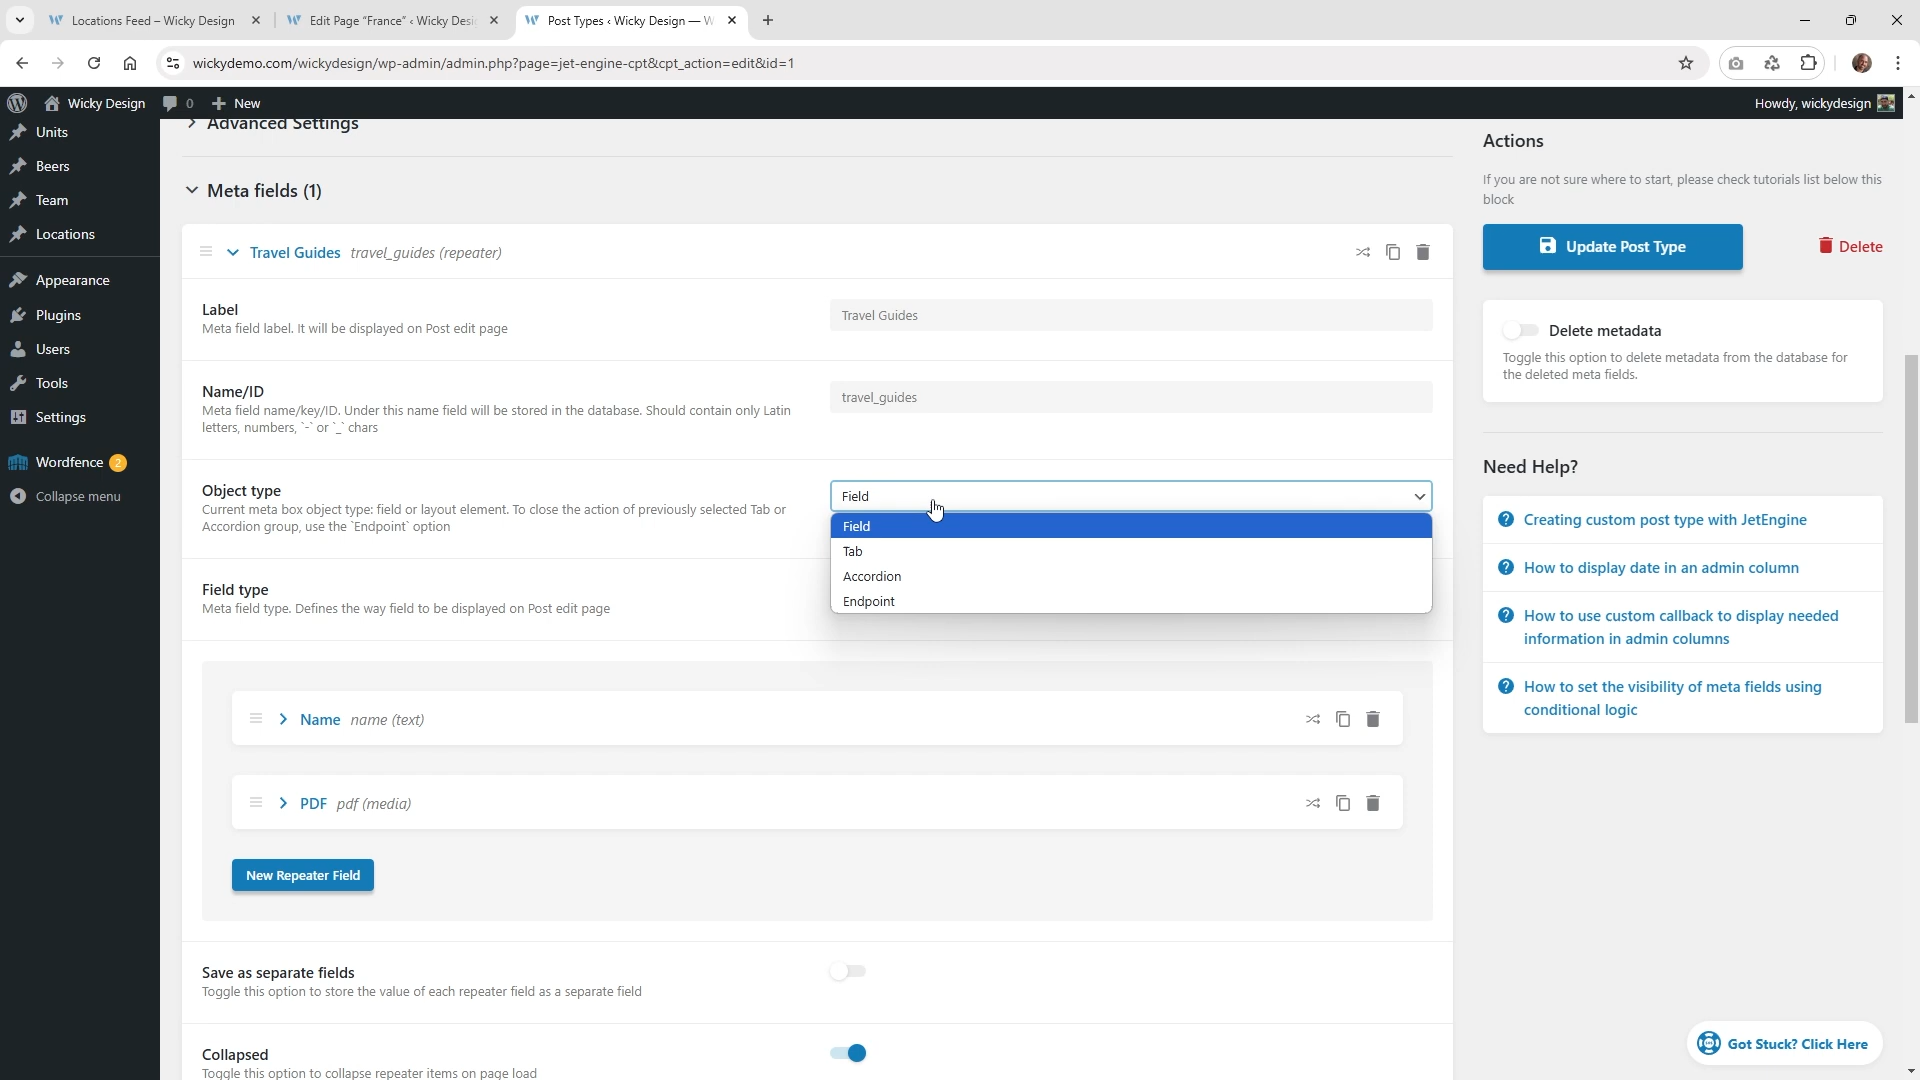 Locations Feed – Wicky Design
Edit Page "France" ‹ Wicky Desi
Post Types ‹ Wicky Design — W
wickydemo.com/wickydesign/wp-admin/admin.php?page=jet-engine-cpt&cpt_action=edit&id=1
Wicky Design
0
New
Howdy, wickydesign
Units
Beers
Team
Locations
Appearance
Plugins
Users
Tools
Settings
Wordfence 2
Collapse menu
Advanced Settings
Meta fields (1)
Travel Guides travel_guides (repeater)
Label
Meta field label. It will be displayed on Post edit page
Travel Guides
Name/ID
Meta field name/key/ID. Under this name field will be stored in the database. Should contain only Latin
letters, numbers, `-` or `_` chars
travel_guides
Object type
Current meta box object type: field or layout element. To close the action of previously selected Tab or
Accordion group, use the `Endpoint` option
Field
Field
Tab
Accordion
Endpoint
Field type
Meta field type. Defines the way field to be displayed on Post edit page
Name name (text)
PDF pdf (media)
New Repeater Field
Save as separate fields
Toggle this option to store the value of each repeater field as a separate field
Collapsed
Toggle this option to collapse repeater items on page load
Actions
If you are not sure where to start, please check tutorials list below this
block
Update Post Type
Delete
Delete metadata
Toggle this option to delete metadata from the database for
the deleted meta fields.
Need Help?
Creating custom post type with JetEngine
How to display date in an admin column
How to use custom callback to display needed
information in admin columns
How to set the visibility of meta fields using
conditional logic
Got Stuck? Click Here